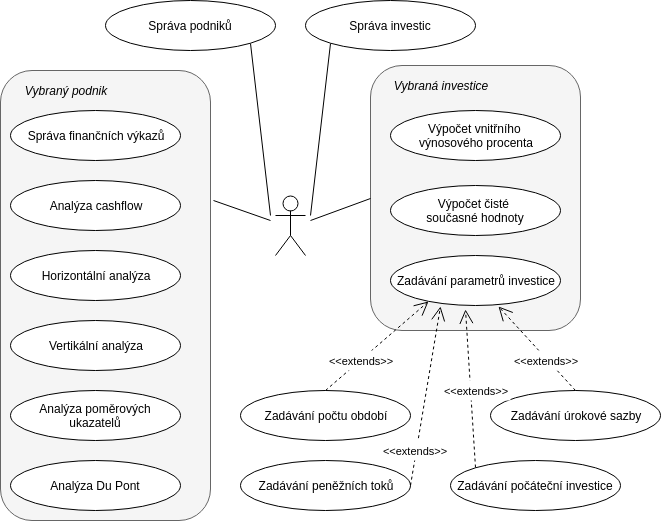 Správa podniků
Správa investic
Vybraný podnik
Správa finančních výkazů
Analýza cashflow
Horizontální analýza
Vertikální analýza
Analýza poměrových
ukazatelů
Analýza Du Pont
Vybraná investice
Výpočet vnitřního
výnosového procenta
Výpočet čisté
současné hodnoty
Zadávání parametrů investice
<<extends>>
<<extends>>
<<extends>>
<<extends>>
Zadávání počtu období
Zadávání úrokové sazby
Zadávání peněžních toků
Zadávání počáteční investice